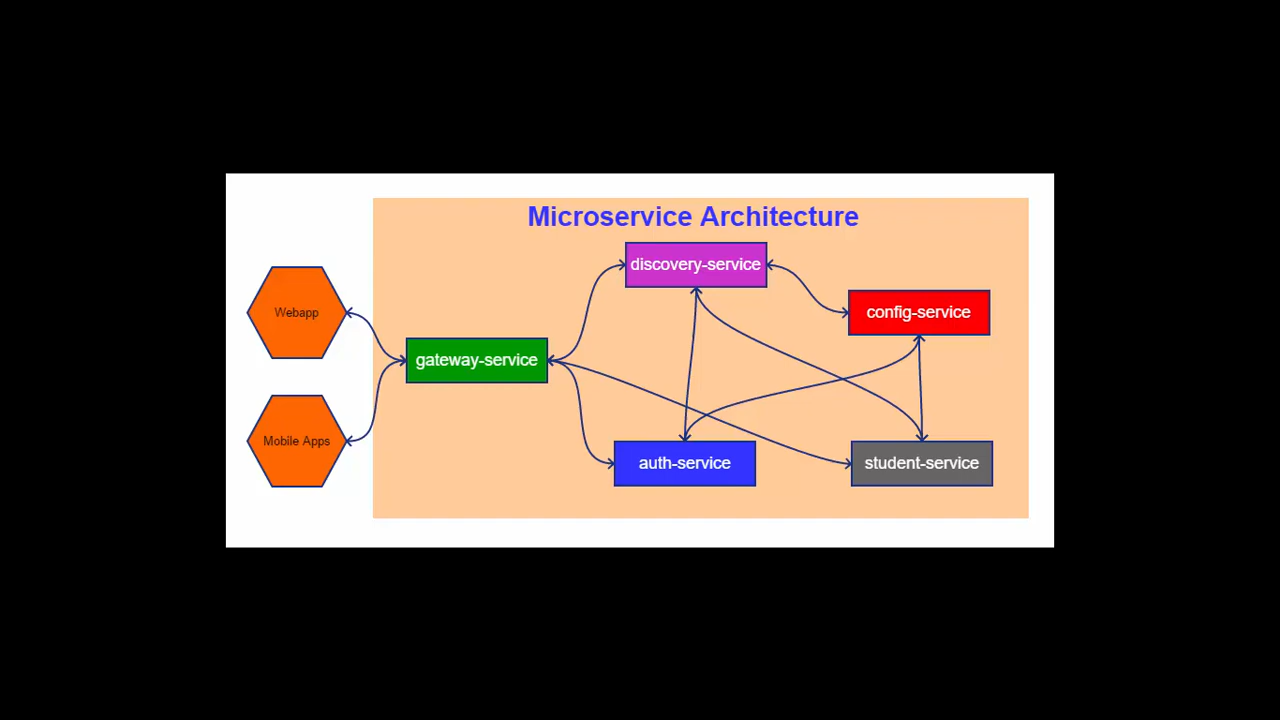 Microservice Architecture
discovery-service
Webapp
config-service
gateway-service
Mobile Apps
auth-service
student-service